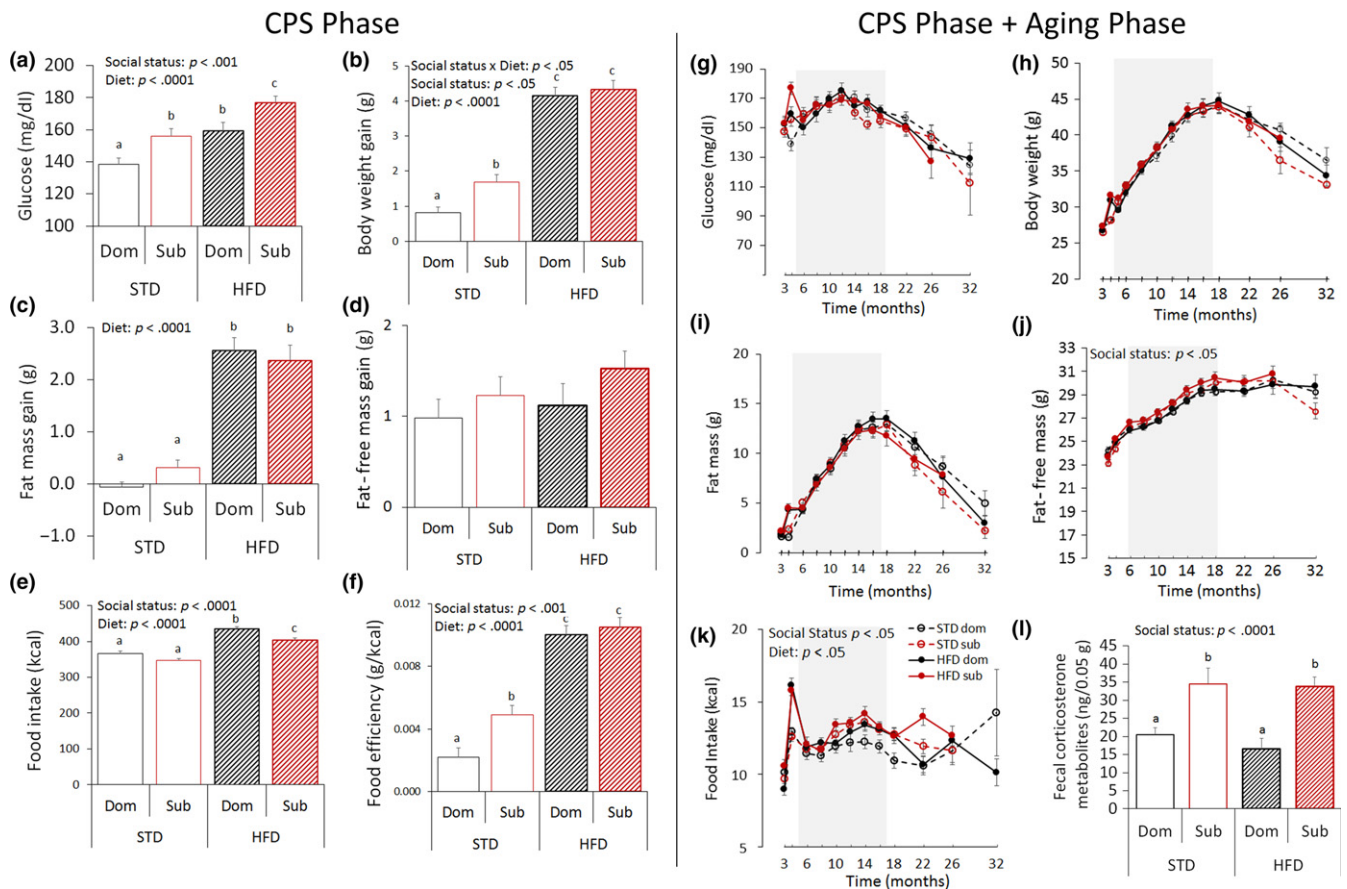 CPS Phase
CPS Phase + Aging Phase
(a)
Social status: p < .001
Diet: p < .0001
Glucose (mg/dl)
200
180
160
140
120
100
a
b
b
c
Dom Sub Dom Sub
STD HFD
(b)
Social status x Diet: p < .05
Social status: p < .05
Diet: p < .0001
Body weight gain (g)
5
4
3
2
1
0
a
b
c
c
Dom Sub Dom Sub
STD HFD
(c)
Diet: p < .0001
Fat mass gain (g)
3.0
2.0
1.0
0.0
−1.0
a
a
b
b
Dom Sub Dom Sub
STD HFD
(d)
Fat-free mass gain (g)
2
1
0
Dom Sub Dom Sub
STD HFD
(e)
Social status: p < .0001
Diet: p < .0001
Food intake (kcal)
500
400
300
200
100
0
a
a
b
c
Dom Sub Dom Sub
STD HFD
(f)
Social status: p < .001
Diet: p < .0001
Food efficiency (g/kcal)
0.012
0.008
0.004
0.000
a
b
c
c
Dom Sub Dom Sub
STD HFD
(g)
Glucose (mg/dl)
190
170
150
130
110
90
70
3 6 10 14 18 22 26 32
Time (months)
(h)
Body weight (g)
50
45
40
35
30
25
20
3 6 10 14 18 22 26 32
Time (months)
(i)
Fat mass (g)
20
15
10
5
0
3 6 10 14 18 22 26 32
Time (months)
(j)
Social status: p < .05
Fat-free mass (g)
33
31
29
27
25
23
21
19
17
15
3 6 10 14 18 22 26 32
Time (months)
(k)
Social Status p < .05
Diet: p < .05
STD dom
STD sub
HFD dom
HFD sub
Food Intake (kcal)
20
15
10
5
3 6 10 14 18 22 26 32
Time (months)
(l)
Social status: p < .0001
Fecal corticosterone
metabolites (ng/0.05 g)
45
40
35
30
25
20
15
10
5
0
a
b
a
b
Dom Sub Dom Sub
STD HFD